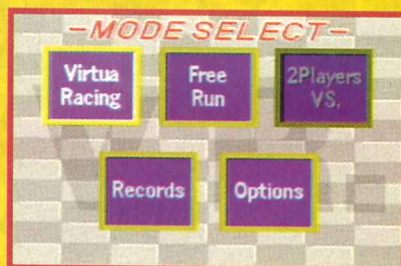 -MODE SELECT-
Virtua
Racing
Free
Run
2Players
VS.
Records
Options